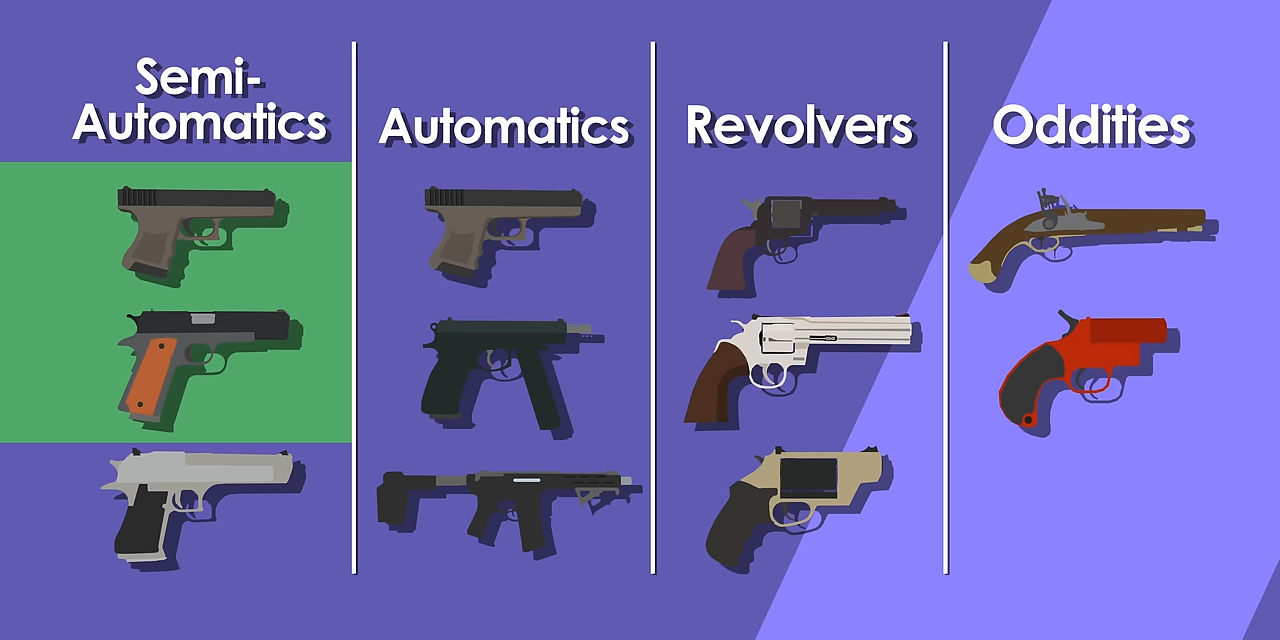 Semi-
Automatics
Automatics
Revolvers
Oddities